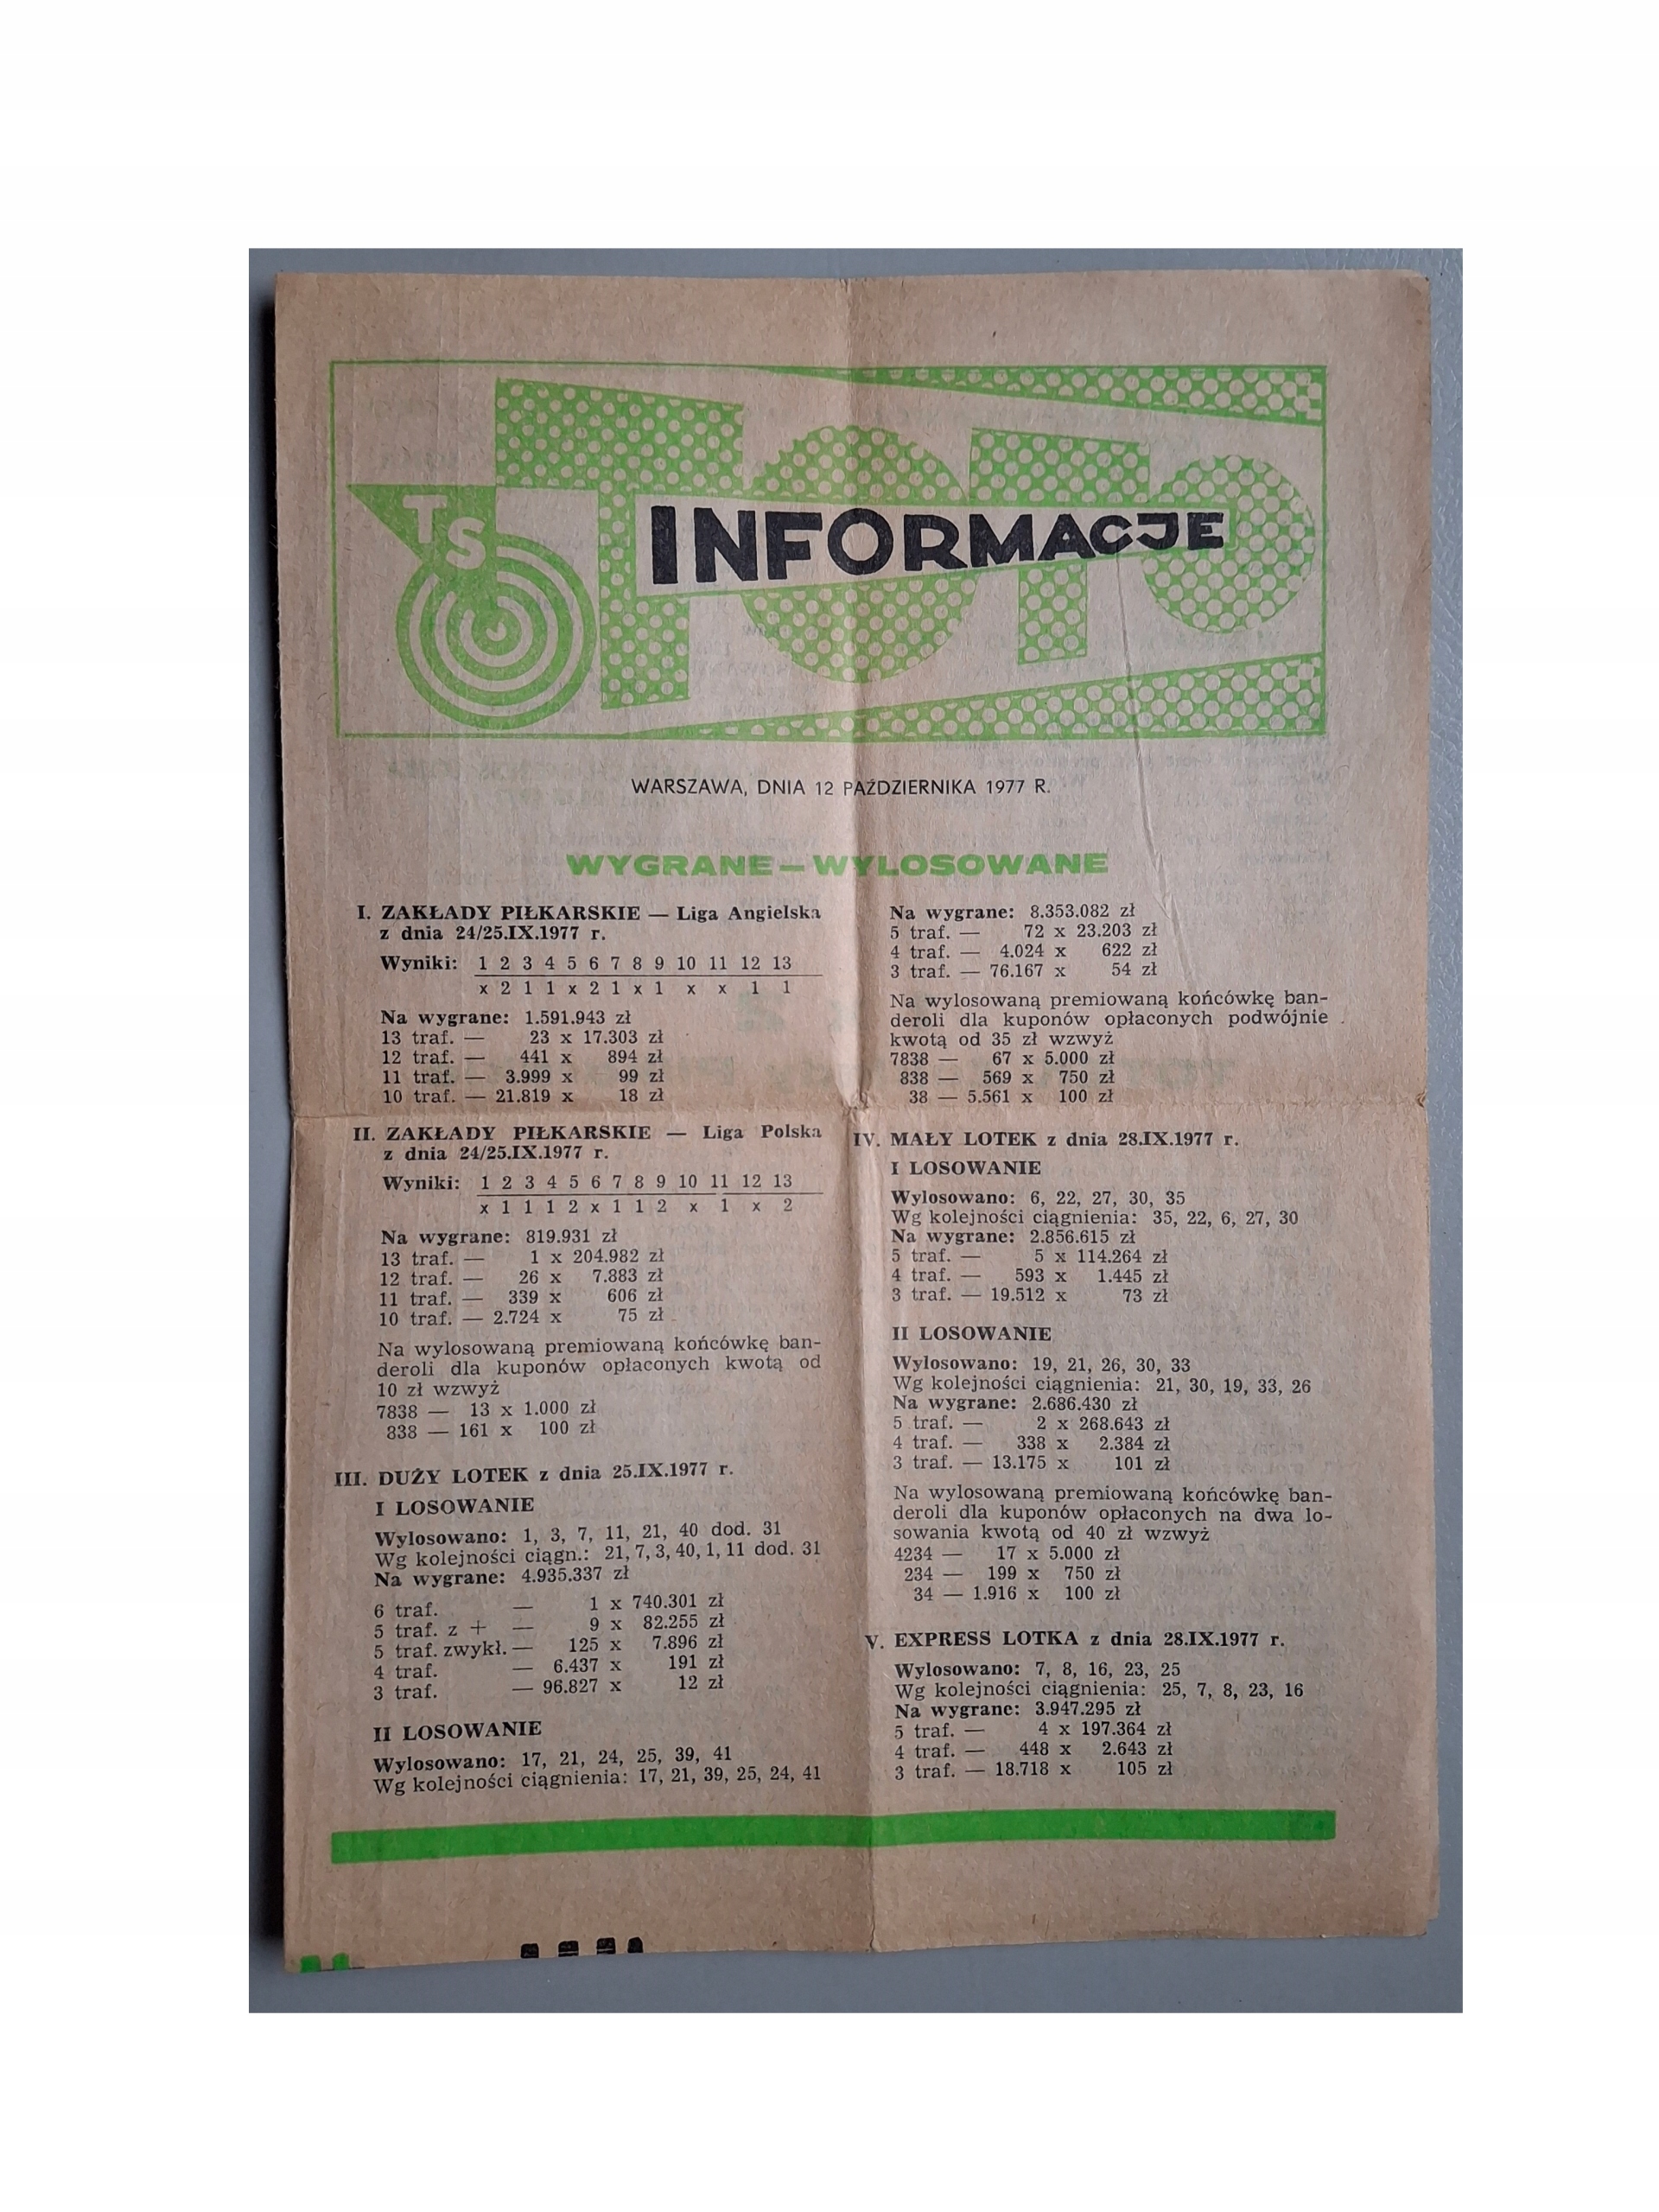 TOTO
TS
INFORMACJE
WARSZAWA, DNIA 12 PAŹDZIERNIKA 1977 R.
WYGRANE — WYLOSOWANE
I. ZAKŁADY PIŁKARSKIE — Liga Angielska
z dnia 24/25.IX.1977 r.
Wyniki: 1 2 3 4 5 6 7 8 9 10 11 12 13
x 2 1 1 x 2 1 x 1 x x 1 1
Na wygrane: 1.591.943 zł
13 traf. — 23 x 17.303 zł
12 traf. — 441 x 894 zł
11 traf. — 3.999 x 99 zł
10 traf. — 21.819 x 18 zł
II. ZAKŁADY PIŁKARSKIE — Liga Polska
z dnia 24/25.IX.1977 r.
Wyniki: 1 2 3 4 5 6 7 8 9 10 11 12 13
x 1 1 1 2 x 1 1 2 x 1 x 2
Na wygrane: 819.931 zł
13 traf. — 1 x 204.982 zł
12 traf. — 26 x 7.883 zł
11 traf. — 339 x 606 zł
10 traf. — 2.724 x 75 zł
Na wylosowaną premiowaną końcówkę ban-
deroli dla kuponów opłaconych kwotą od
10 zł wzwyż
7838 — 13 x 1.000 zł
838 — 161 x 100 zł
III. DUŻY LOTEK z dnia 25.IX.1977 r.
I LOSOWANIE
Wylosowano: 1, 3, 7, 11, 21, 40 dod. 31
Wg kolejności ciągn.: 21, 7, 3, 40, 1, 11 dod. 31
Na wygrane: 4.935.337 zł
6 traf. — 1 x 740.301 zł
5 traf. z + — 9 x 82.255 zł
5 traf. zwykł. — 125 x 7.896 zł
4 traf. — 6.437 x 191 zł
3 traf. — 96.827 x 12 zł
II LOSOWANIE
Wylosowano: 17, 21, 24, 25, 39, 41
Wg kolejności ciągnienia: 17, 21, 39, 25, 24, 41
Na wygrane: 8.353.082 zł
5 traf. — 72 x 23.203 zł
4 traf. — 4.024 x 622 zł
3 traf. — 76.167 x 54 zł
Na wylosowaną premiowaną końcówkę ban-
deroli dla kuponów opłaconych podwójnie
kwotą od 35 zł wzwyż
7838 — 67 x 5.000 zł
838 — 569 x 750 zł
38 — 5.561 x 100 zł
IV. MAŁY LOTEK z dnia 28.IX.1977 r.
I LOSOWANIE
Wylosowano: 6, 22, 27, 30, 35
Wg kolejności ciągnienia: 35, 22, 6, 27, 30
Na wygrane: 2.856.615 zł
5 traf. — 5 x 114.264 zł
4 traf. — 593 x 1.445 zł
3 traf. — 19.512 x 73 zł
II LOSOWANIE
Wylosowano: 19, 21, 26, 30, 33
Wg kolejności ciągnienia: 21, 30, 19, 33, 26
Na wygrane: 2.686.430 zł
5 traf. — 2 x 268.643 zł
4 traf. — 338 x 2.384 zł
3 traf. — 13.175 x 101 zł
Na wylosowaną premiowaną końcówkę ban-
deroli dla kuponów opłaconych na dwa lo-
sowania kwotą od 40 zł wzwyż
4234 — 17 x 5.000 zł
234 — 199 x 750 zł
34 — 1.916 x 100 zł
V. EXPRESS LOTKA z dnia 28.IX.1977 r.
Wylosowano: 7, 8, 16, 23, 25
Wg kolejności ciągnienia: 25, 7, 8, 23, 16
Na wygrane: 3.947.295 zł
5 traf. — 4 x 197.364 zł
4 traf. — 448 x 2.643 zł
3 traf. — 18.718 x 105 zł